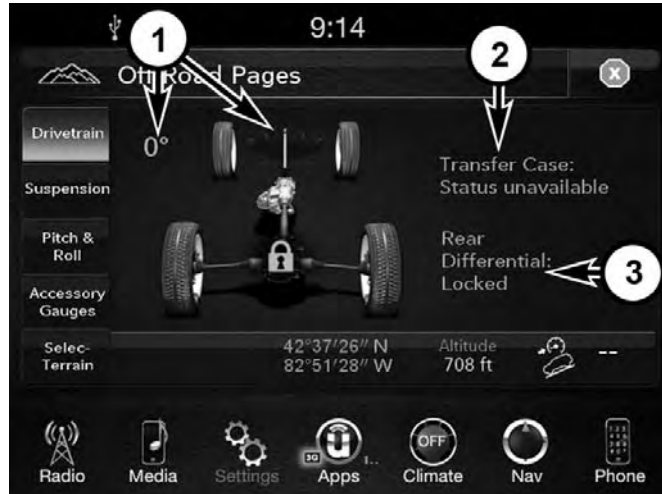 9:14
1
2
Off Road Pages
X
Drivetrain
0°
Transfer Case:
Status unavailable
Suspension
Pitch &
Roll
Rear
Differential:
Locked
3
Accessory
Gauges
Selec-
Terrain
42°37'26" N
82°51'28" W
Altitude
708 ft
--
OFF
3G
1..
Radio
Media
Settings
Apps
Climate
Nav
Phone